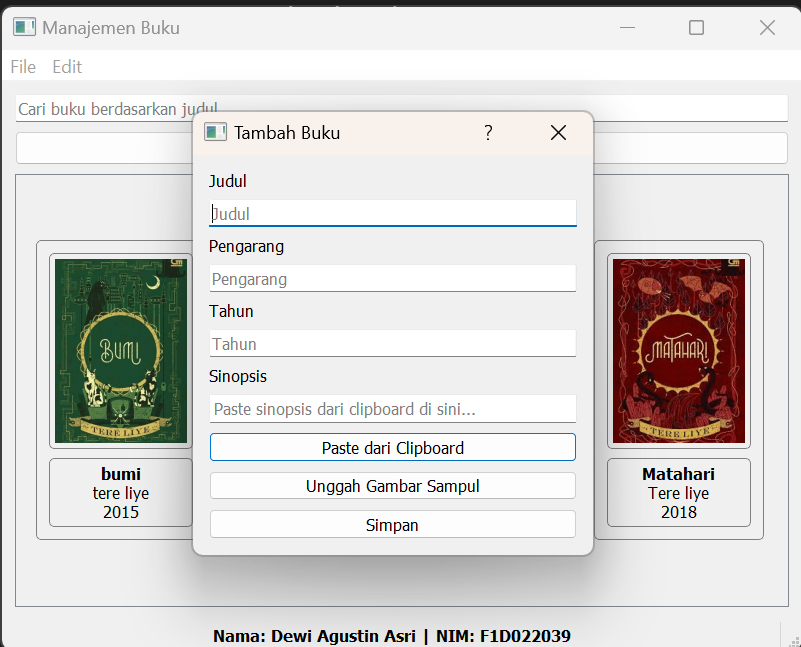 Manajemen Buku
File Edit
Cari buku berdasarkan judul
Tambah Buku
?
Judul
Judul
Pengarang
Pengarang
Tahun
Tahun
Sinopsis
Paste sinopsis dari clipboard di sini...
Paste dari Clipboard
Unggah Gambar Sampul
Simpan
BUMI
TERE LIYE
bumi
tere liye
2015
MATAHARI
TERE LIYE
Matahari
Tere liye
2018
Nama: Dewi Agustin Asri | NIM: F1D022039